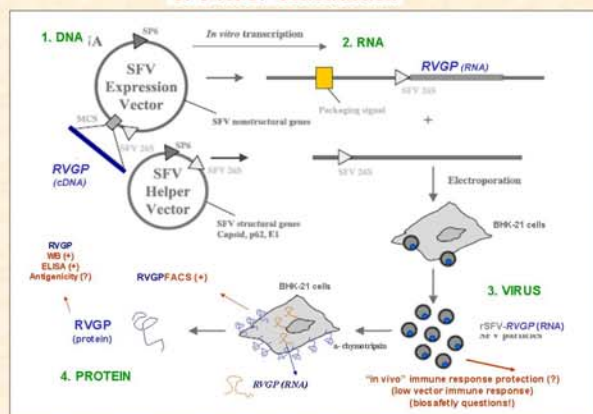 1. DNA
SP6
In vitro transcription
2. RNA
SFV
Expression
Vector
RVGP (RNA)
SFV 26S
Packaging signal
SFV nonstructural genes
MCS
SFV 26S
RVGP
(cDNA)
+
SP6
SFV 26S
SFV
Helper
Vector
SFV 26S
SFV structural genes
Capsid, p62, E1
Electroporation
BHK-21 cells
RVGP
WB (+)
ELISA (+)
Antigenicity (?)
RVGPFACS (+)
BHK-21 cells
3. VIRUS
rSFV-RVGP (RNA)
SFV particles
α-chymotripsin
RVGP
(protein)
4. PROTEIN
RVGP (RNA)
"in vivo" immune response protection (?)
(low vector immune response)
(biosafetly questions!)